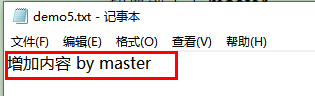 demo5.txt - 记事本
文件(F) 编辑(E) 格式(O) 查看(V) 帮助(H)
增加内容 by master